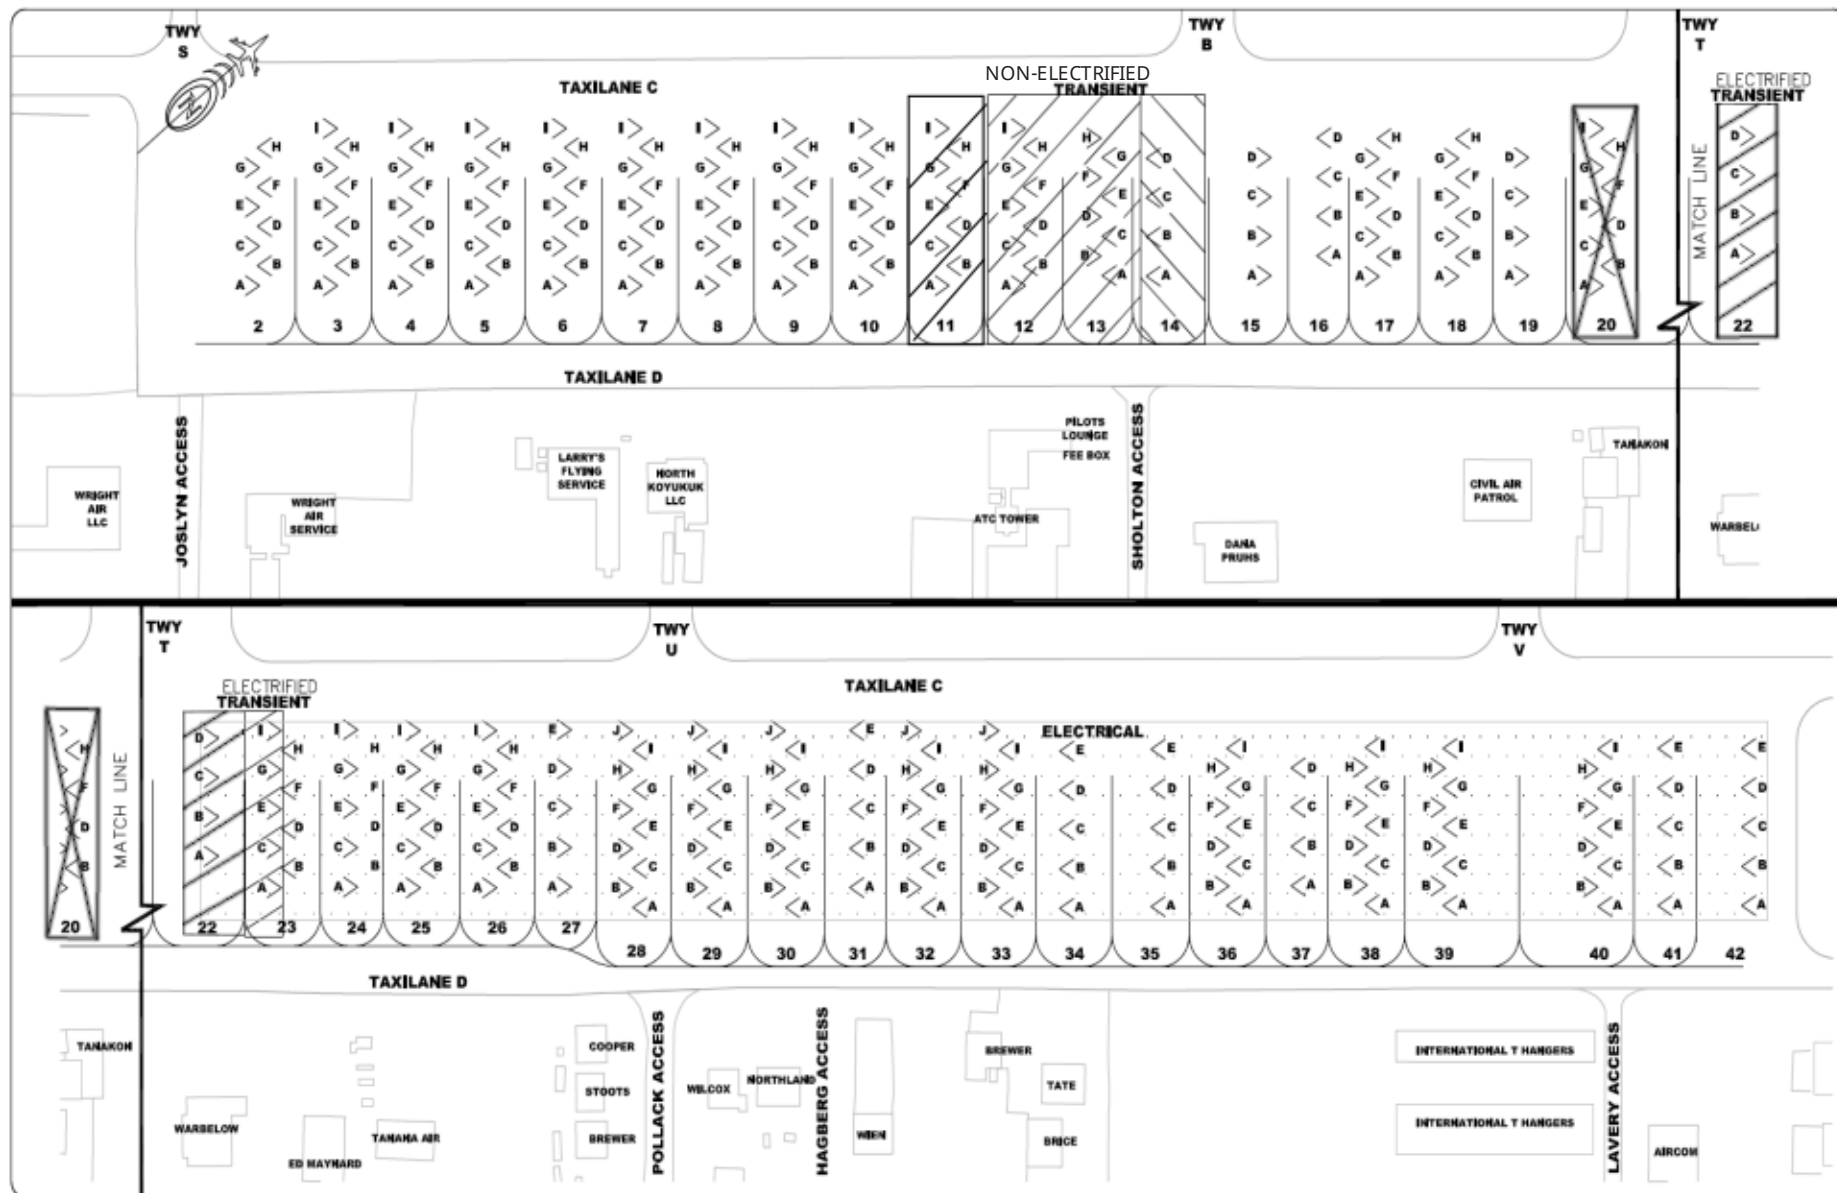 TWY S
TWY B
TWY T
NON-ELECTRIFIED
TRANSIENT
ELECTRIFIED
TRANSIENT
TAXILANE C
I I I I I I I I I I I
H D H H D
H H H H H H H H H H H H
G D D G G D
G G G G G G G G G G G G
F C F F C
F F F F F F F F F F F F
E C C E E C
E E E E E E E E E E E E
D B D D B
D D D D D D D D D D D D
C B B C C B
C C C C C C C C C C C C
B A B B A
B B B B B B B B B B B B
A A A A A A
A A A A A A A A A A A A
2 3 4 5 6 7 8 9 10 11 12 13 14 15 16 17 18 19 20 22
MATCH LINE
TAXILANE D
JOSLYN ACCESS
SHOLTON ACCESS
WRIGHT
AIR
LLC
WRIGHT
AIR
SERVICE
LARRY'S
FLYING
SERVICE
NORTH
KOYUKUK
LLC
PILOTS
LOUNGE
FEE BOX
ATC TOWER
DANA
PRUHS
CIVIL AIR
PATROL
TANAKON
WARBEL
TWY T
TWY U
TWY V
ELECTRIFIED
TRANSIENT
TAXILANE C
ELECTRICAL
I I I I E J J J E J J
D
H H H H H I I I I I E E I I I I E E
G G G G D H H H D H H H D H H H
C
F F F F F G G G G G D D G G G G D D
E E E E C F F F C F F F C F F F
B
D D D D D E E E E E C C E E E E C C
C C C C B D D D B D D D B D D D
A
B B B B B C C C C C B B C C C C B B
A A A A A B B B A B B B A B B B
A A A A A A A A A A A A A
20 22 23 24 25 26 27 28 29 30 31 32 33 34 35 36 37 38 39 40 41 42
MATCH LINE
TAXILANE D
TANAKON
WARBELOW
ED MAYNARD
TANANA AIR
COOPER
STOOTS
BREWER
POLLACK ACCESS
WILCOX
NORTHLAND
HAGBERG ACCESS
WIEN
BREWER
TATE
BRICE
INTERNATIONAL T HANGERS
INTERNATIONAL T HANGERS
LAVERY ACCESS
AIRCOM